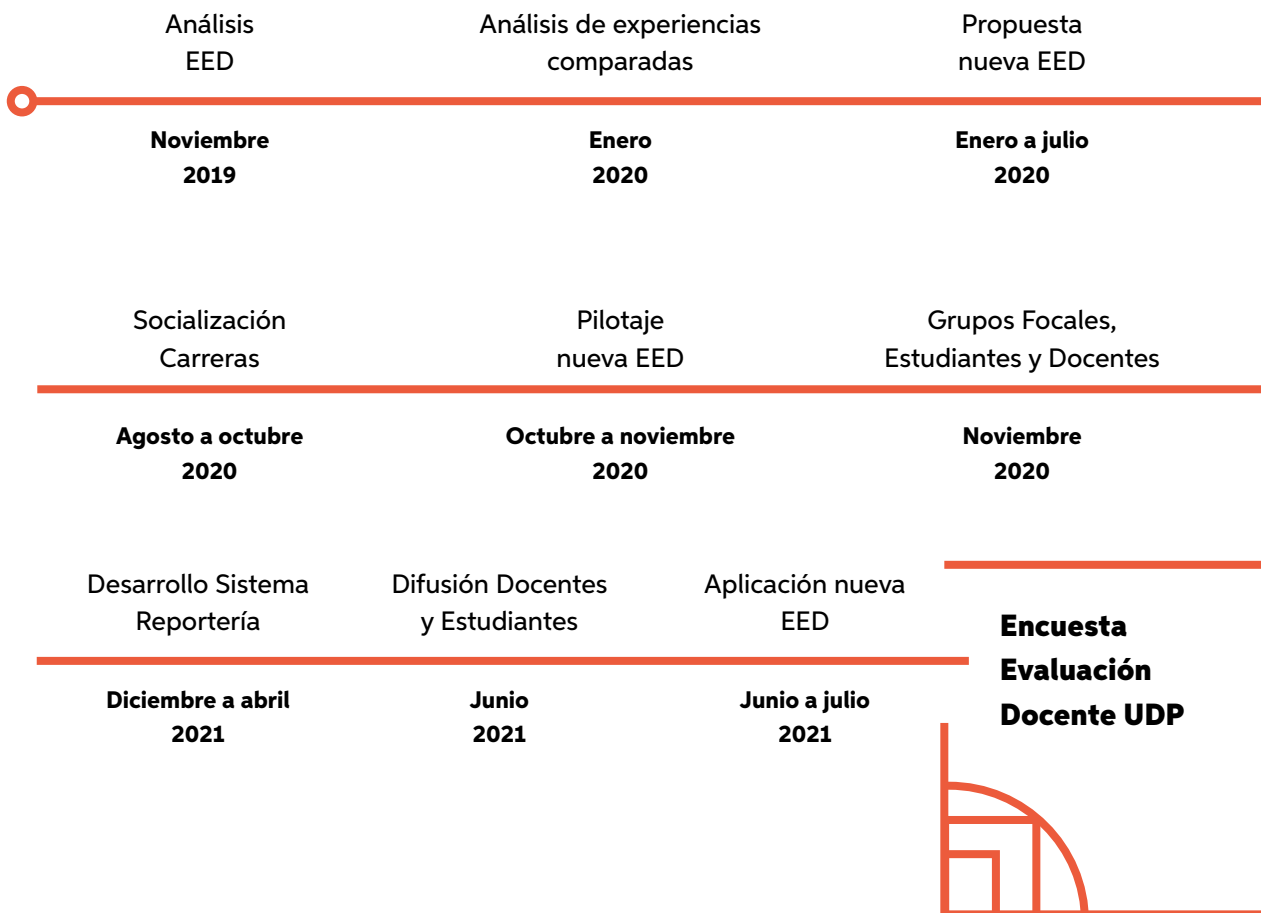 Análisis
EED
Análisis de experiencias
comparadas
Propuesta
nueva EED
Noviembre
2019
Enero
2020
Enero a julio
2020
Socialización
Carreras
Pilotaje
nueva EED
Grupos Focales,
Estudiantes y Docentes
Agosto a octubre
2020
Octubre a noviembre
2020
Noviembre
2020
Desarrollo Sistema
Reportería
Difusión Docentes
y Estudiantes
Aplicación nueva
EED
Diciembre a abril
2021
Junio
2021
Junio a julio
2021
Encuesta
Evaluación
Docente UDP